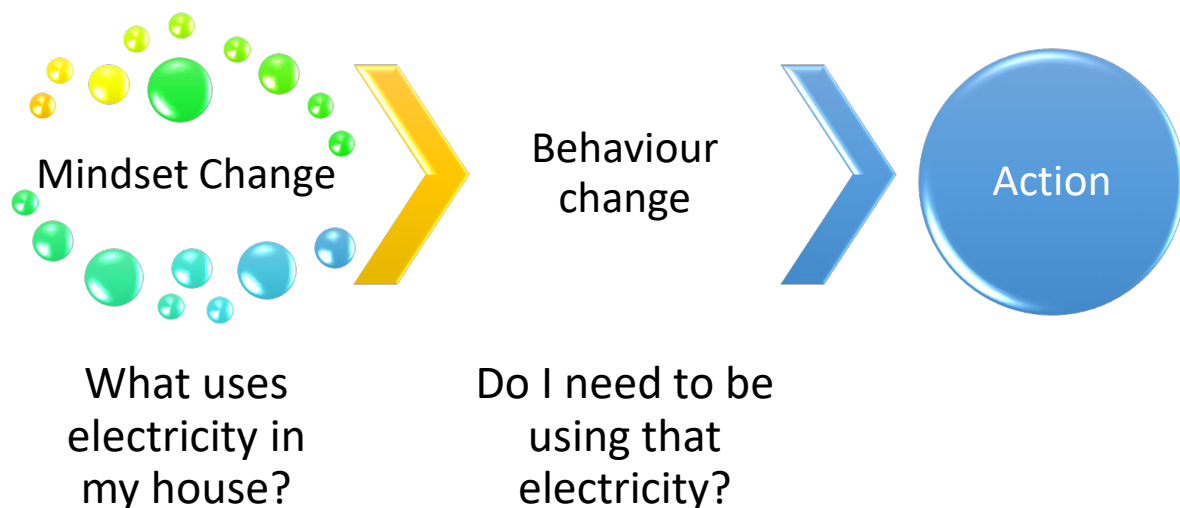 Mindset Change
Behaviour
change
Action
What uses
electricity in
my house?
Do I need to be
using that
electricity?